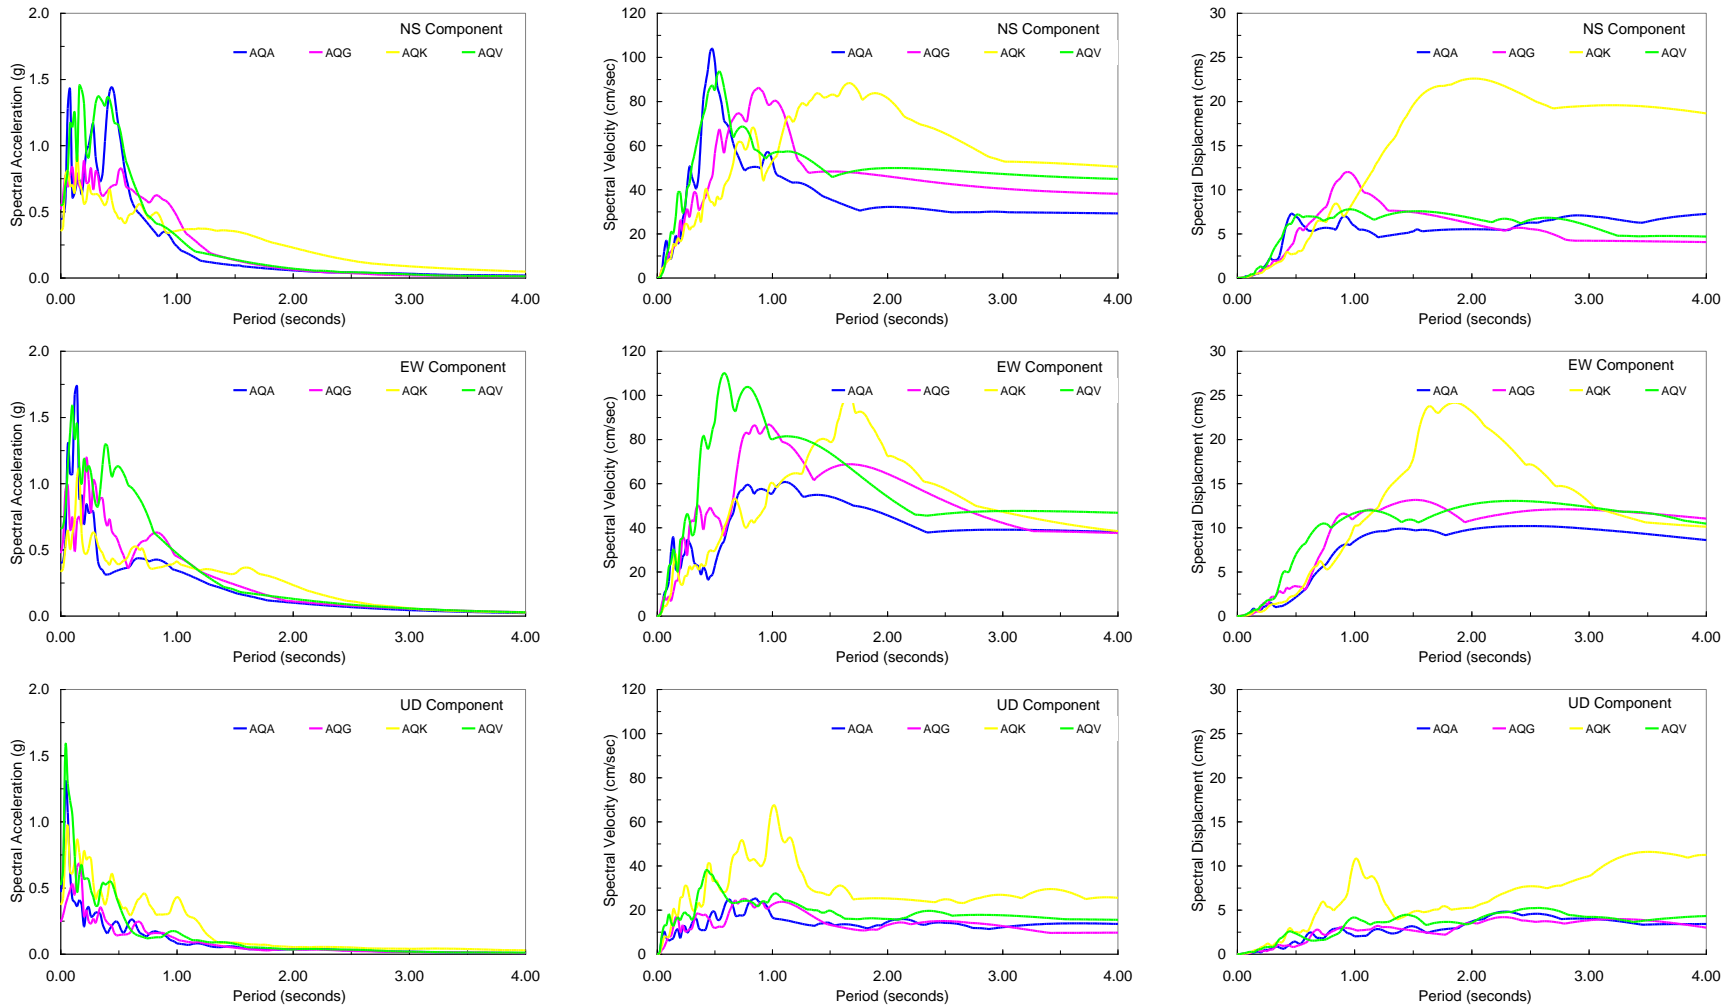 NS Component
AQA AQG AQK AQV
Spectral Acceleration (g)
2.0
1.5
1.0
0.5
0.0
0.00 1.00 2.00 3.00 4.00
Period (seconds)
NS Component
AQA AQG AQK AQV
Spectral Velocity (cm/sec)
120
100
80
60
40
20
0
0.00 1.00 2.00 3.00 4.00
Period (seconds)
NS Component
AQA AQG AQK AQV
Spectral Displacment (cms)
30
25
20
15
10
5
0
0.00 1.00 2.00 3.00 4.00
Period (seconds)
EW Component
AQA AQG AQK AQV
Spectral Acceleration (g)
2.0
1.5
1.0
0.5
0.0
0.00 1.00 2.00 3.00 4.00
Period (seconds)
EW Component
AQA AQG AQK AQV
Spectral Velocity (cm/sec)
120
100
80
60
40
20
0
0.00 1.00 2.00 3.00 4.00
Period (seconds)
EW Component
AQA AQG AQK AQV
Spectral Displacment (cms)
30
25
20
15
10
5
0
0.00 1.00 2.00 3.00 4.00
Period (seconds)
UD Component
AQA AQG AQK AQV
Spectral Acceleration (g)
2.0
1.5
1.0
0.5
0.0
0.00 1.00 2.00 3.00 4.00
Period (seconds)
UD Component
AQA AQG AQK AQV
Spectral Velocity (cm/sec)
120
100
80
60
40
20
0
0.00 1.00 2.00 3.00 4.00
Period (seconds)
UD Component
AQA AQG AQK AQV
Spectral Displacment (cms)
30
25
20
15
10
5
0
0.00 1.00 2.00 3.00 4.00
Period (seconds)